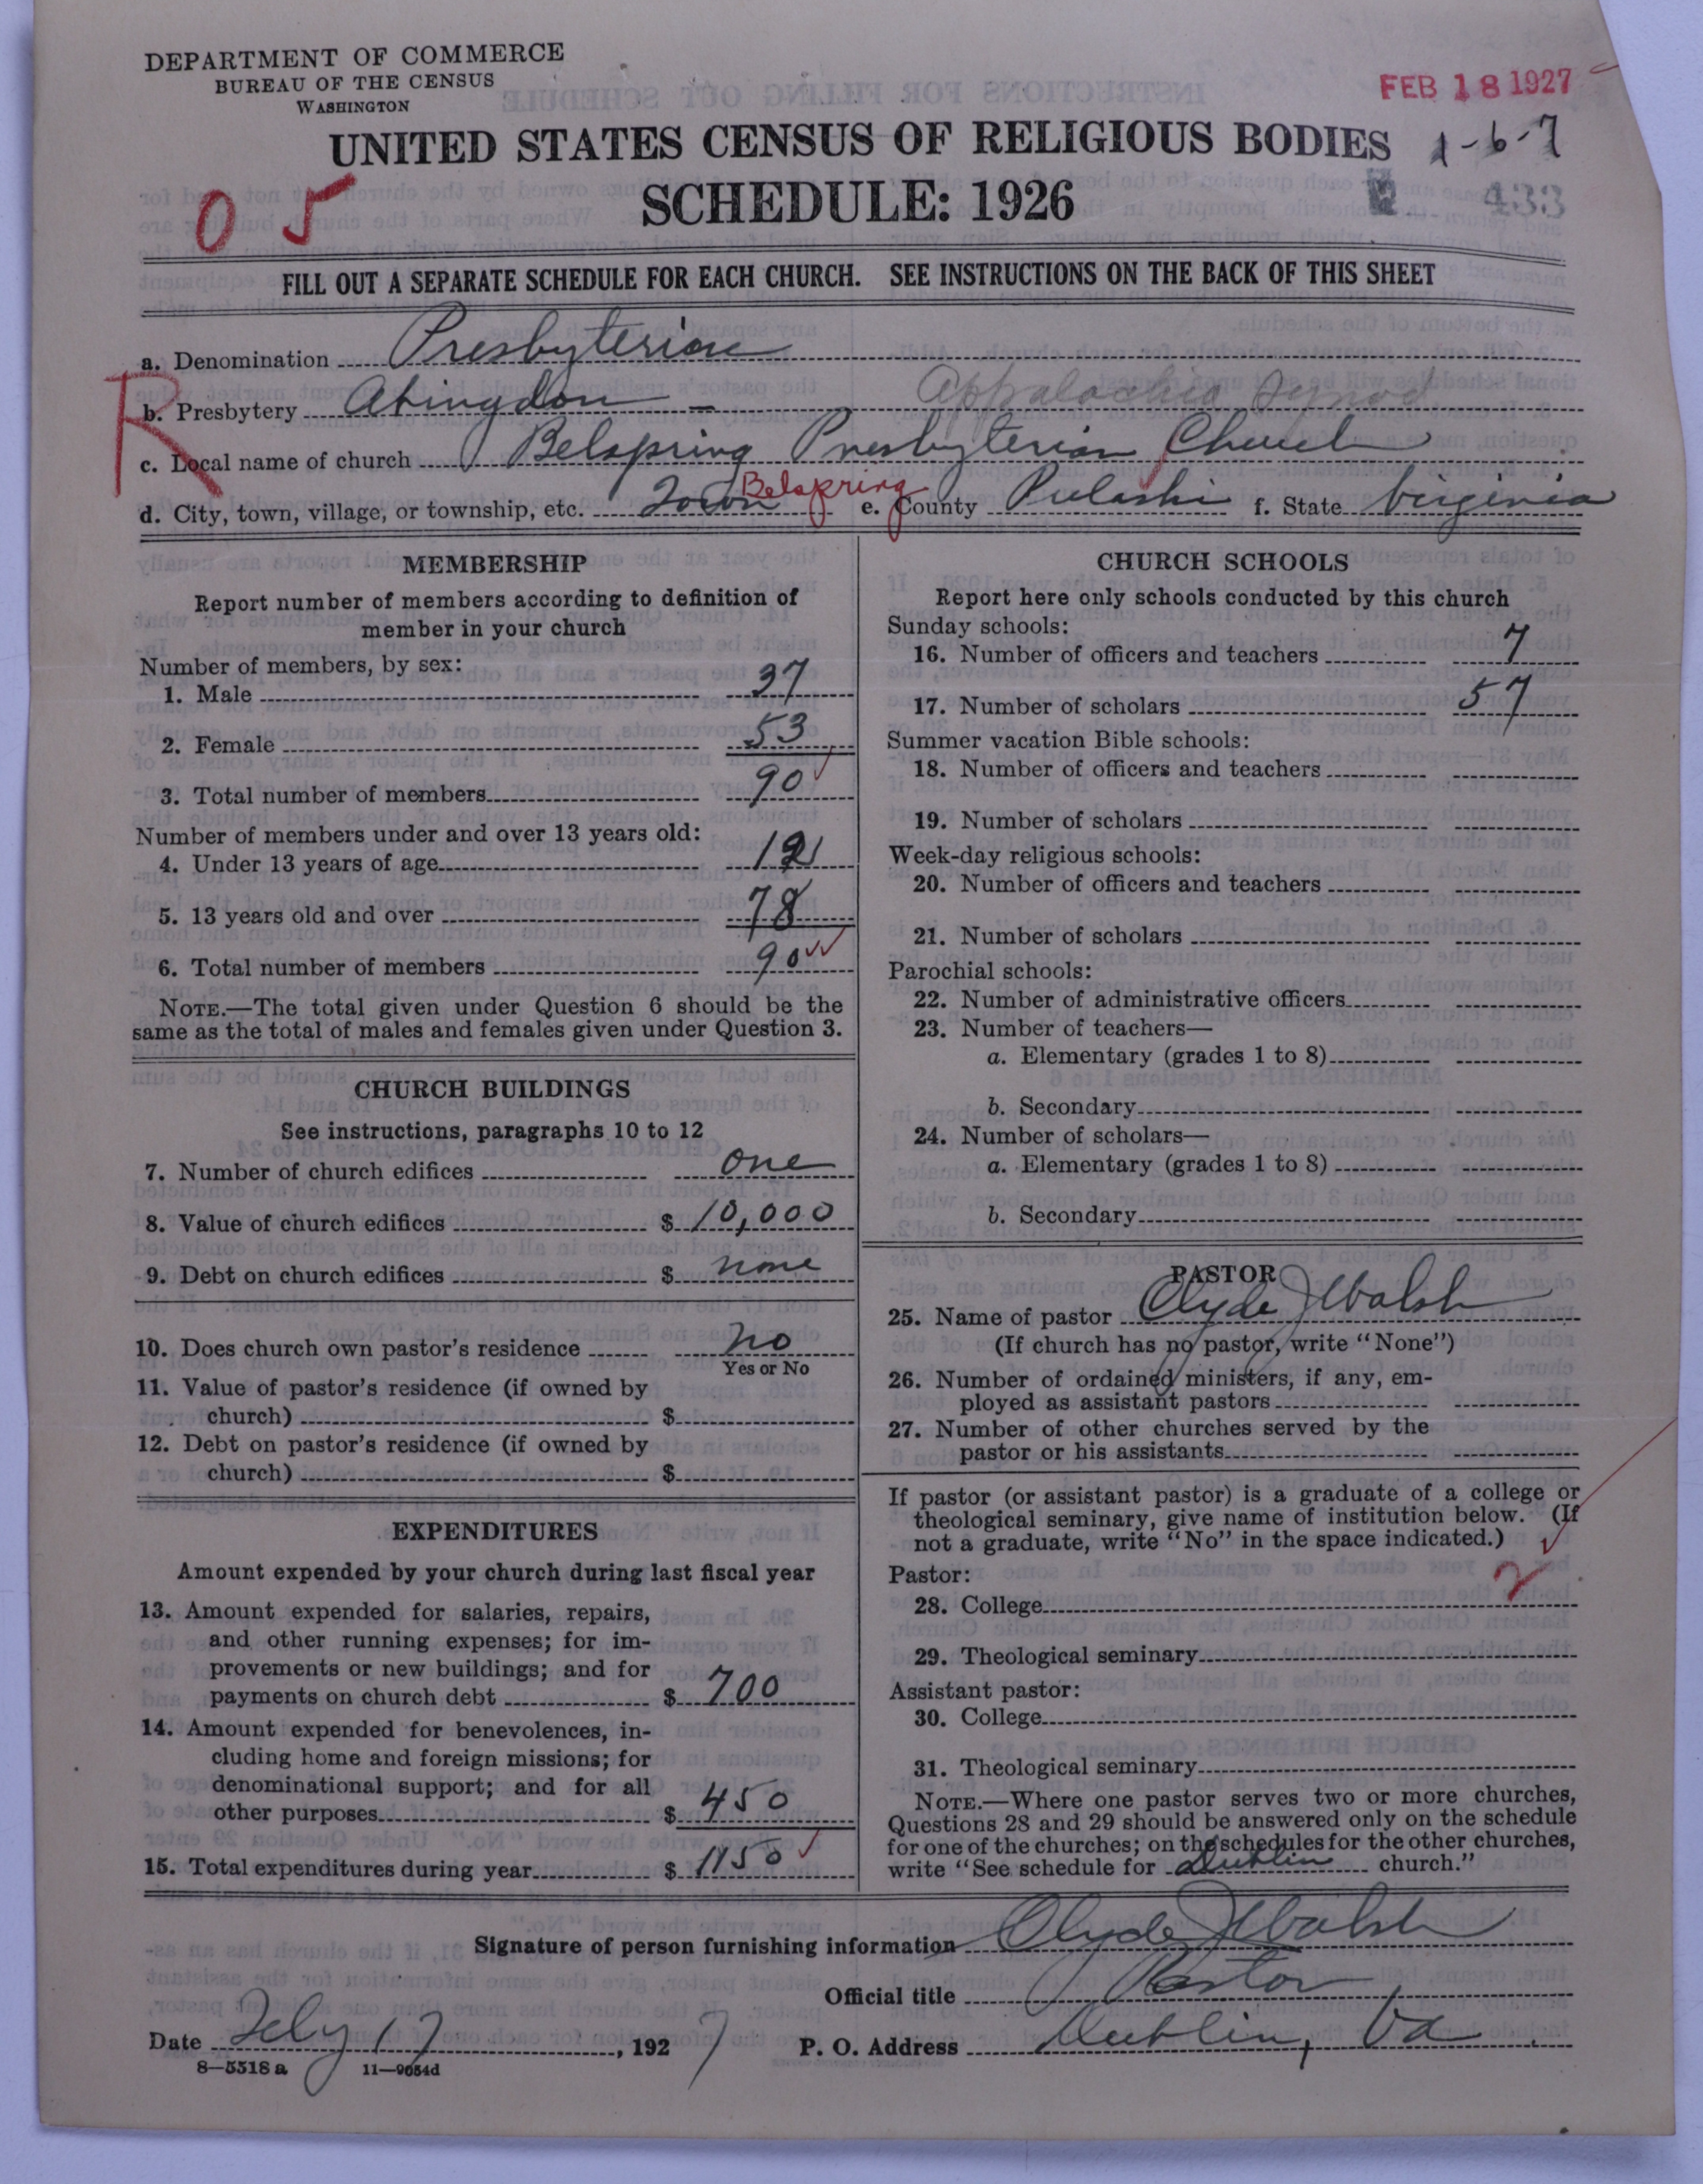 DEPARTMENT OF COMMERCE
BUREAU OF THE CENSUS
WASHINGTON
FEB 18 1927
UNITED STATES CENSUS OF RELIGIOUS BODIES
1-6-7
SCHEDULE: 1926
433
05
FILL OUT A SEPARATE SCHEDULE FOR EACH CHURCH. SEE INSTRUCTIONS ON THE BACK OF THIS SHEET
a. Denomination Presbyterian
R
b. Presbytery Abingdon - Appalachia Synod
c. Local name of church Belspring Presbyterian Church
d. City, town, village, or township, etc. Town Belspring e. County Pulaski f. State Virginia
MEMBERSHIP
Report number of members according to definition of
member in your church
Number of members, by sex:
1. Male 37
2. Female 53
3. Total number of members 90
Number of members under and over 13 years old:
4. Under 13 years of age 12
5. 13 years old and over 78
6. Total number of members 90
NOTE.—The total given under Question 6 should be the
same as the total of males and females given under Question 3.
CHURCH BUILDINGS
See instructions, paragraphs 10 to 12
7. Number of church edifices one
8. Value of church edifices $ 10,000
9. Debt on church edifices $ none
10. Does church own pastor's residence no
Yes or No
11. Value of pastor's residence (if owned by
church) $
12. Debt on pastor's residence (if owned by
church) $
EXPENDITURES
Amount expended by your church during last fiscal year
13. Amount expended for salaries, repairs,
and other running expenses; for im-
provements or new buildings; and for
payments on church debt $ 700
14. Amount expended for benevolences, in-
cluding home and foreign missions; for
denominational support; and for all
other purposes $ 450
15. Total expenditures during year $ 1150
CHURCH SCHOOLS
Report here only schools conducted by this church
Sunday schools:
16. Number of officers and teachers 7
17. Number of scholars 57
Summer vacation Bible schools:
18. Number of officers and teachers
19. Number of scholars
Week-day religious schools:
20. Number of officers and teachers
21. Number of scholars
Parochial schools:
22. Number of administrative officers
23. Number of teachers—
a. Elementary (grades 1 to 8)
b. Secondary
24. Number of scholars—
a. Elementary (grades 1 to 8)
b. Secondary
PASTOR
25. Name of pastor Clyde J Walsh
(If church has no pastor, write "None")
26. Number of ordained ministers, if any, em-
ployed as assistant pastors
27. Number of other churches served by the
pastor or his assistants
If pastor (or assistant pastor) is a graduate of a college or
theological seminary, give name of institution below. (If
not a graduate, write "No" in the space indicated.)
Pastor: 2
28. College
29. Theological seminary
Assistant pastor:
30. College
31. Theological seminary
NOTE.—Where one pastor serves two or more churches,
Questions 28 and 29 should be answered only on the schedule
for one of the churches; on the schedules for the other churches,
write "See schedule for Dublin church."
Signature of person furnishing information Clyde J Walsh
Official title Pastor
Date Feby 17, 1927 P. O. Address Dublin, Va
8—5518 a 11—9054d